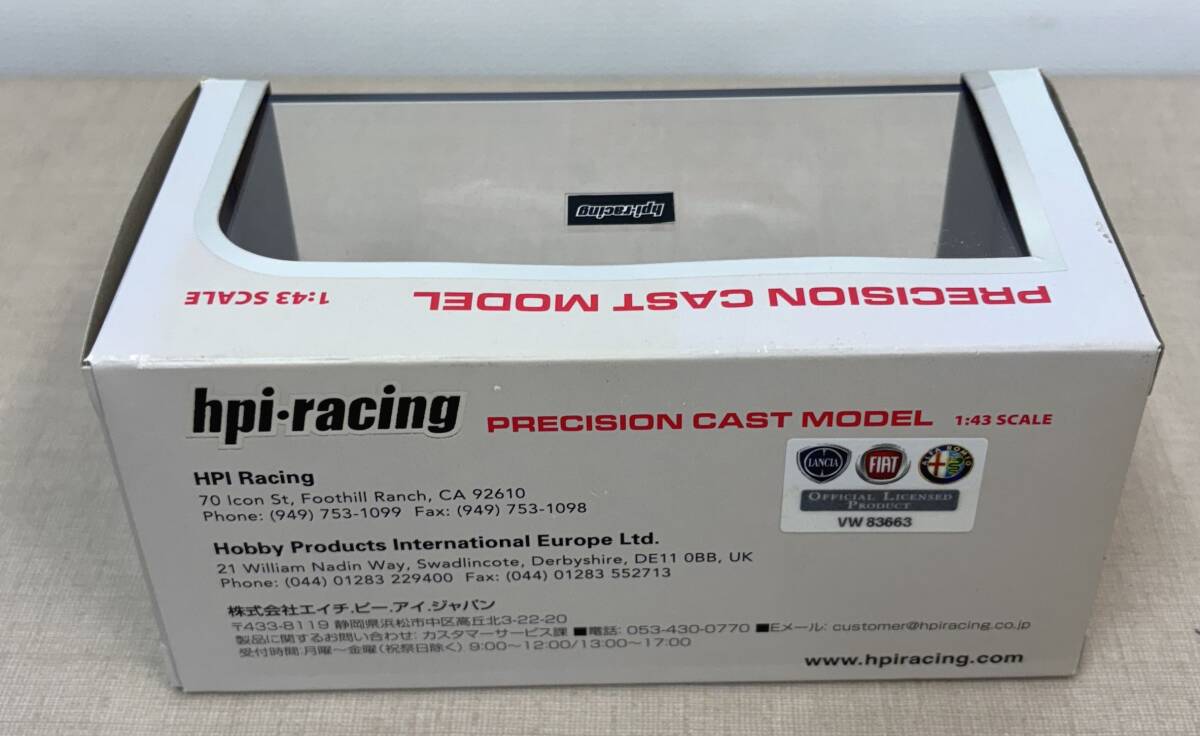 hpi·racing
PRECISION CAST MODEL 1:43 SCALE
hpi·racing PRECISION CAST MODEL 1:43 SCALE
LANCIA FIAT ALFA ROMEO
OFFICIAL LICENSED
PRODUCT
VW 83663
HPI Racing
70 Icon St, Foothill Ranch, CA 92610
Phone: (949) 753-1099 Fax: (949) 753-1098
Hobby Products International Europe Ltd.
21 William Nadin Way, Swadlincote, Derbyshire, DE11 0BB, UK
Phone: (044) 01283 229400 Fax: (044) 01283 552713
株式会社エイチ.ピー.アイ.ジャパン
〒433-8119 静岡県浜松市中区高丘北3-22-20
製品に関するお問い合わせ: カスタマーサービス課 ■電話: 053-430-0770 ■Eメール: customer@hpiracing.co.jp
受付時間:月曜〜金曜(祝祭日除く) 9:00〜12:00/13:00〜17:00
www.hpiracing.com